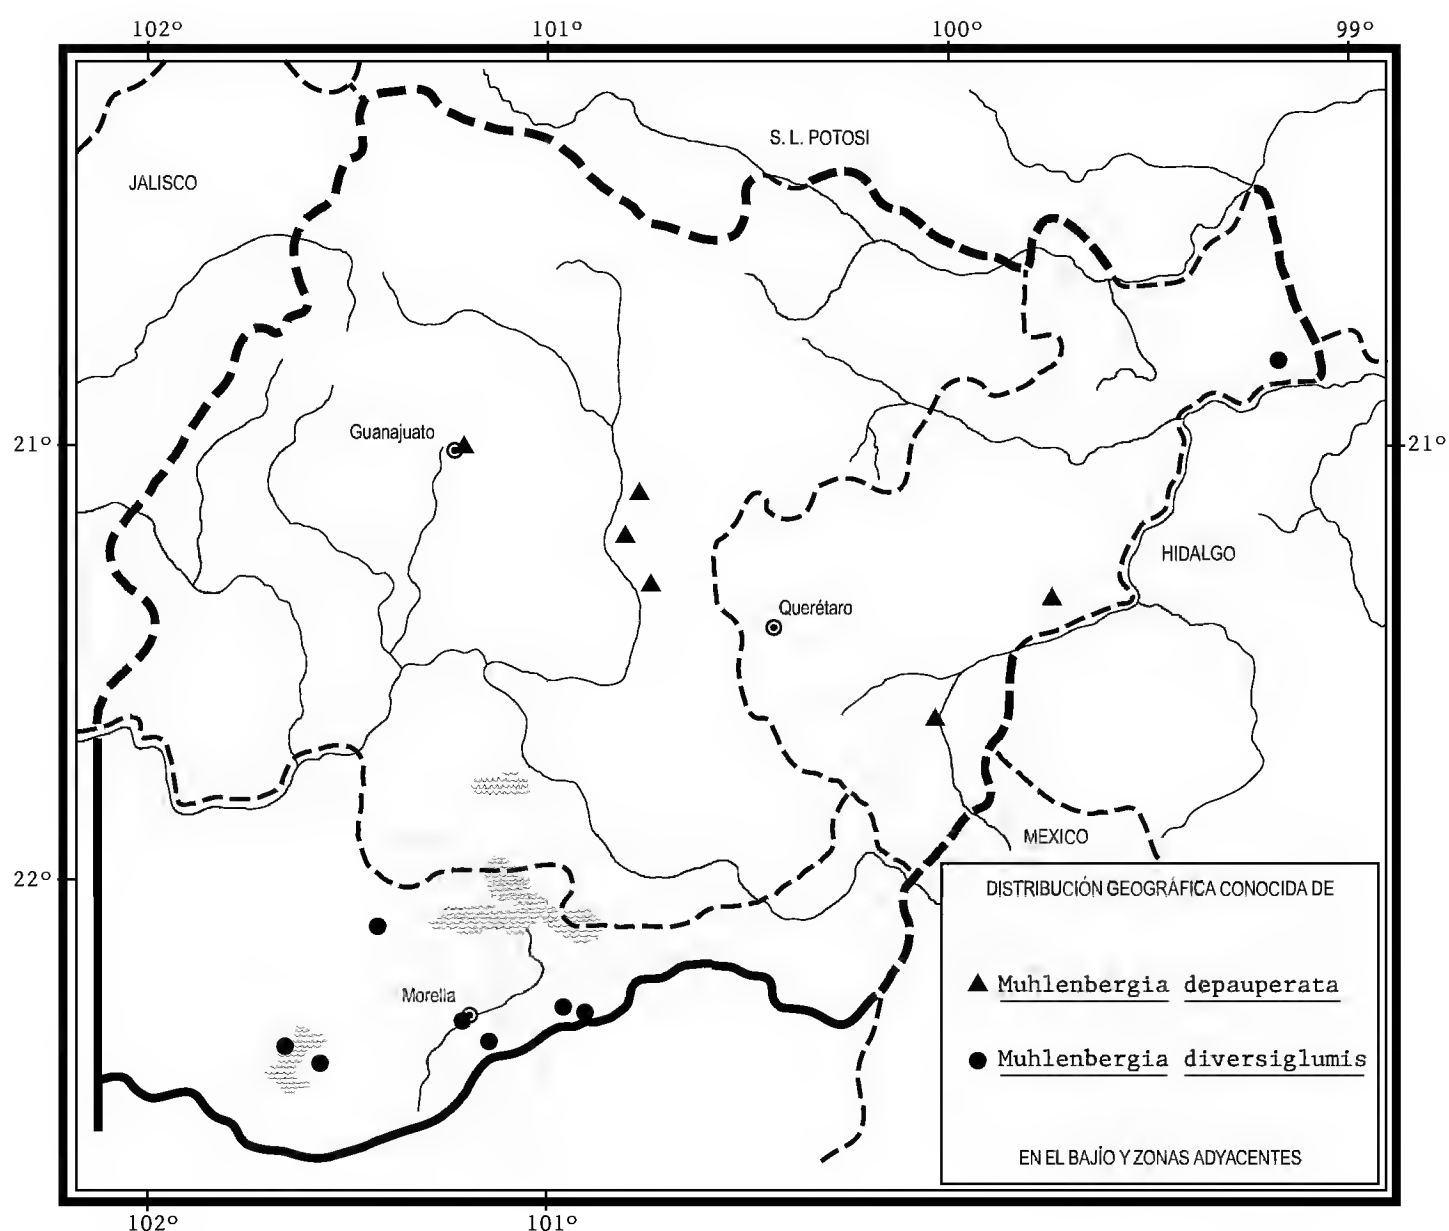 102° 101° 100° 99°
S. L. POTOSI
JALISCO
Guanajuato
21° 21°
HIDALGO
Querétaro
MEXICO
22°
DISTRIBUCIÓN GEOGRÁFICA CONOCIDA DE
Muhlenbergia depauperata
Morella
Muhlenbergia diversiglumis
EN EL BAJÍO Y ZONAS ADYACENTES
102° 101°